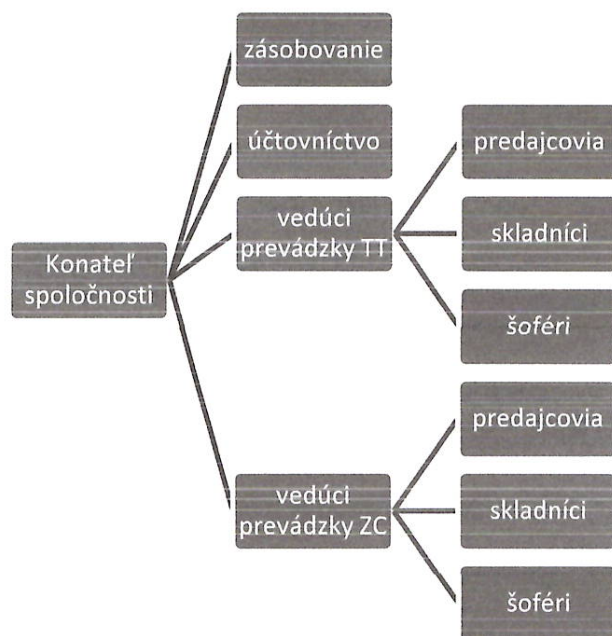 zásobovanie
účtovníctvo
predajcovia
vedúci
prevádzky TT
skladníci
Konateľ
spoločnosti
šoféri
predajcovia
vedúci
prevádzky ZC
skladníci
šoféri